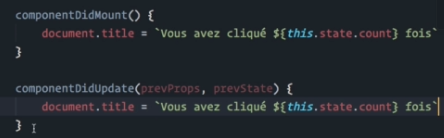 componentDidMount() {
document.title = `Vous avez cliqué ${this.state.count} fois`
}
componentDidUpdate(prevProps, prevState) {
document.title = `Vous avez cliqué ${this.state.count} fois`
}